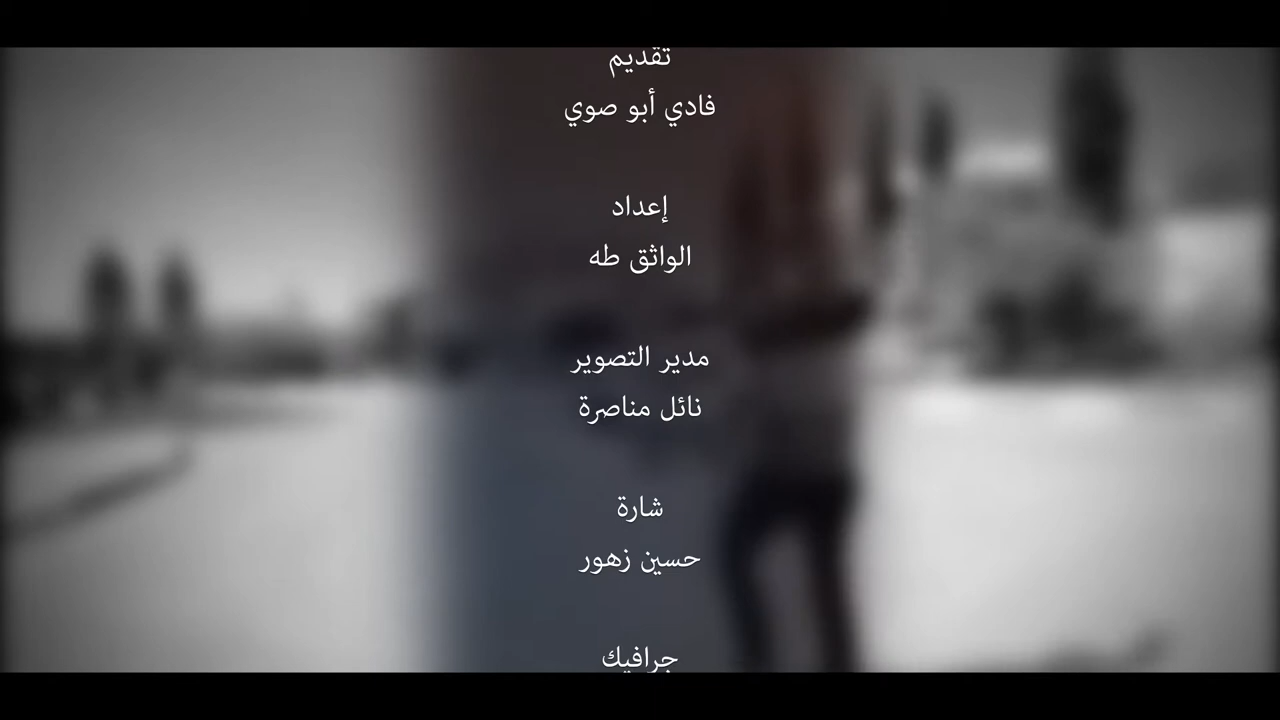 تقديم
فادي أبو صوي
إعداد
الواثق طه
مدير التصوير
نائل مناصرة
شارة
حسين زهور
جرافيك